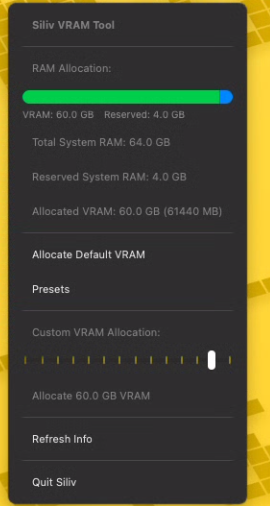 Siliv VRAM Tool
RAM Allocation:
VRAM: 60.0 GB Reserved: 4.0 GB
Total System RAM: 64.0 GB
Reserved System RAM: 4.0 GB
Allocated VRAM: 60.0 GB (61440 MB)
Allocate Default VRAM
Presets
Custom VRAM Allocation:
Allocate 60.0 GB VRAM
Refresh Info
Quit Siliv